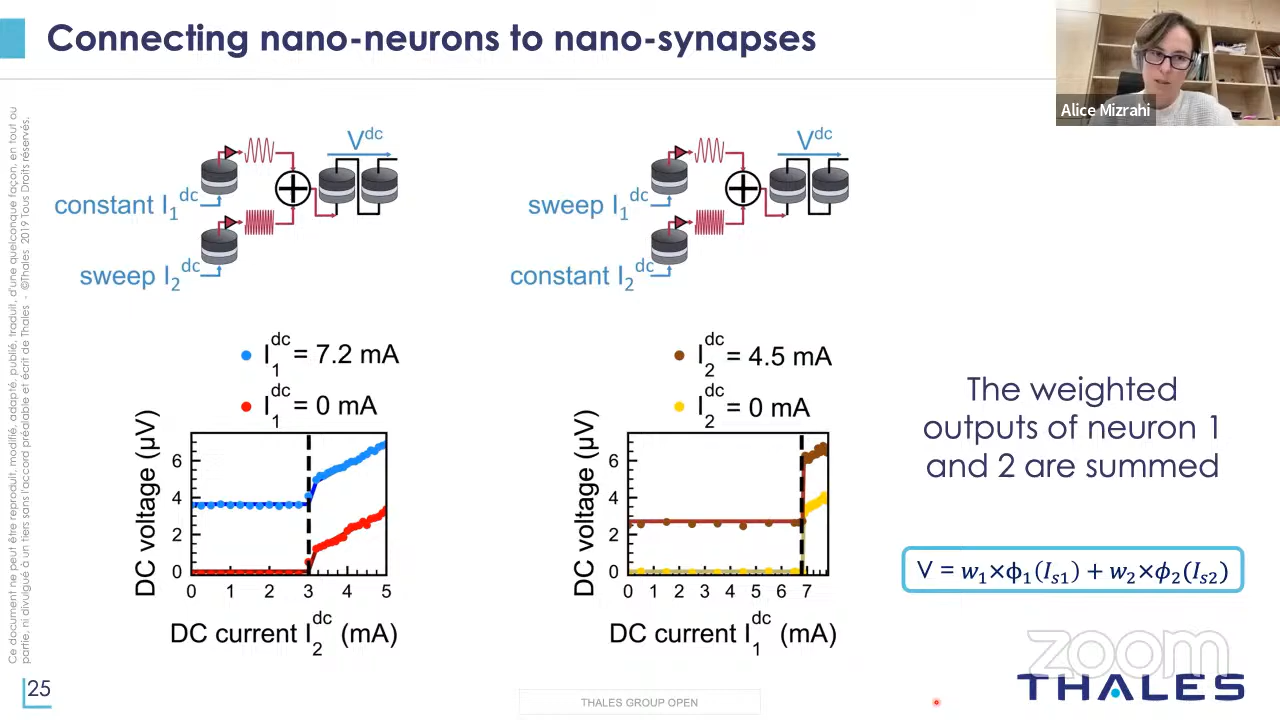 Connecting nano-neurons to nano-synapses
Alice Mizrahi
Ce document ne peut être reproduit, modifié, adapté, publié, traduit, d'une quelconque façon, en tout ou
partie, ni divulgué à un tiers sans l'accord préalable et écrit de Thales - ©Thales 2019 Tous Droits réservés.
V^dc
constant I_1^dc
sweep I_2^dc
V^dc
sweep I_1^dc
constant I_2^dc
I_1^dc = 7.2 mA
I_1^dc = 0 mA
DC voltage (µV)
6
4
2
0
0 1 2 3 4 5
DC current I_2^dc (mA)
I_2^dc = 4.5 mA
I_2^dc = 0 mA
DC voltage (µV)
6
4
2
0
0 1 2 3 4 5 6 7
DC current I_1^dc (mA)
The weighted
outputs of neuron 1
and 2 are summed
V = w₁×ϕ₁(I_s1) + w₂×ϕ₂(I_s2)
zoom
THALES
25
THALES GROUP OPEN